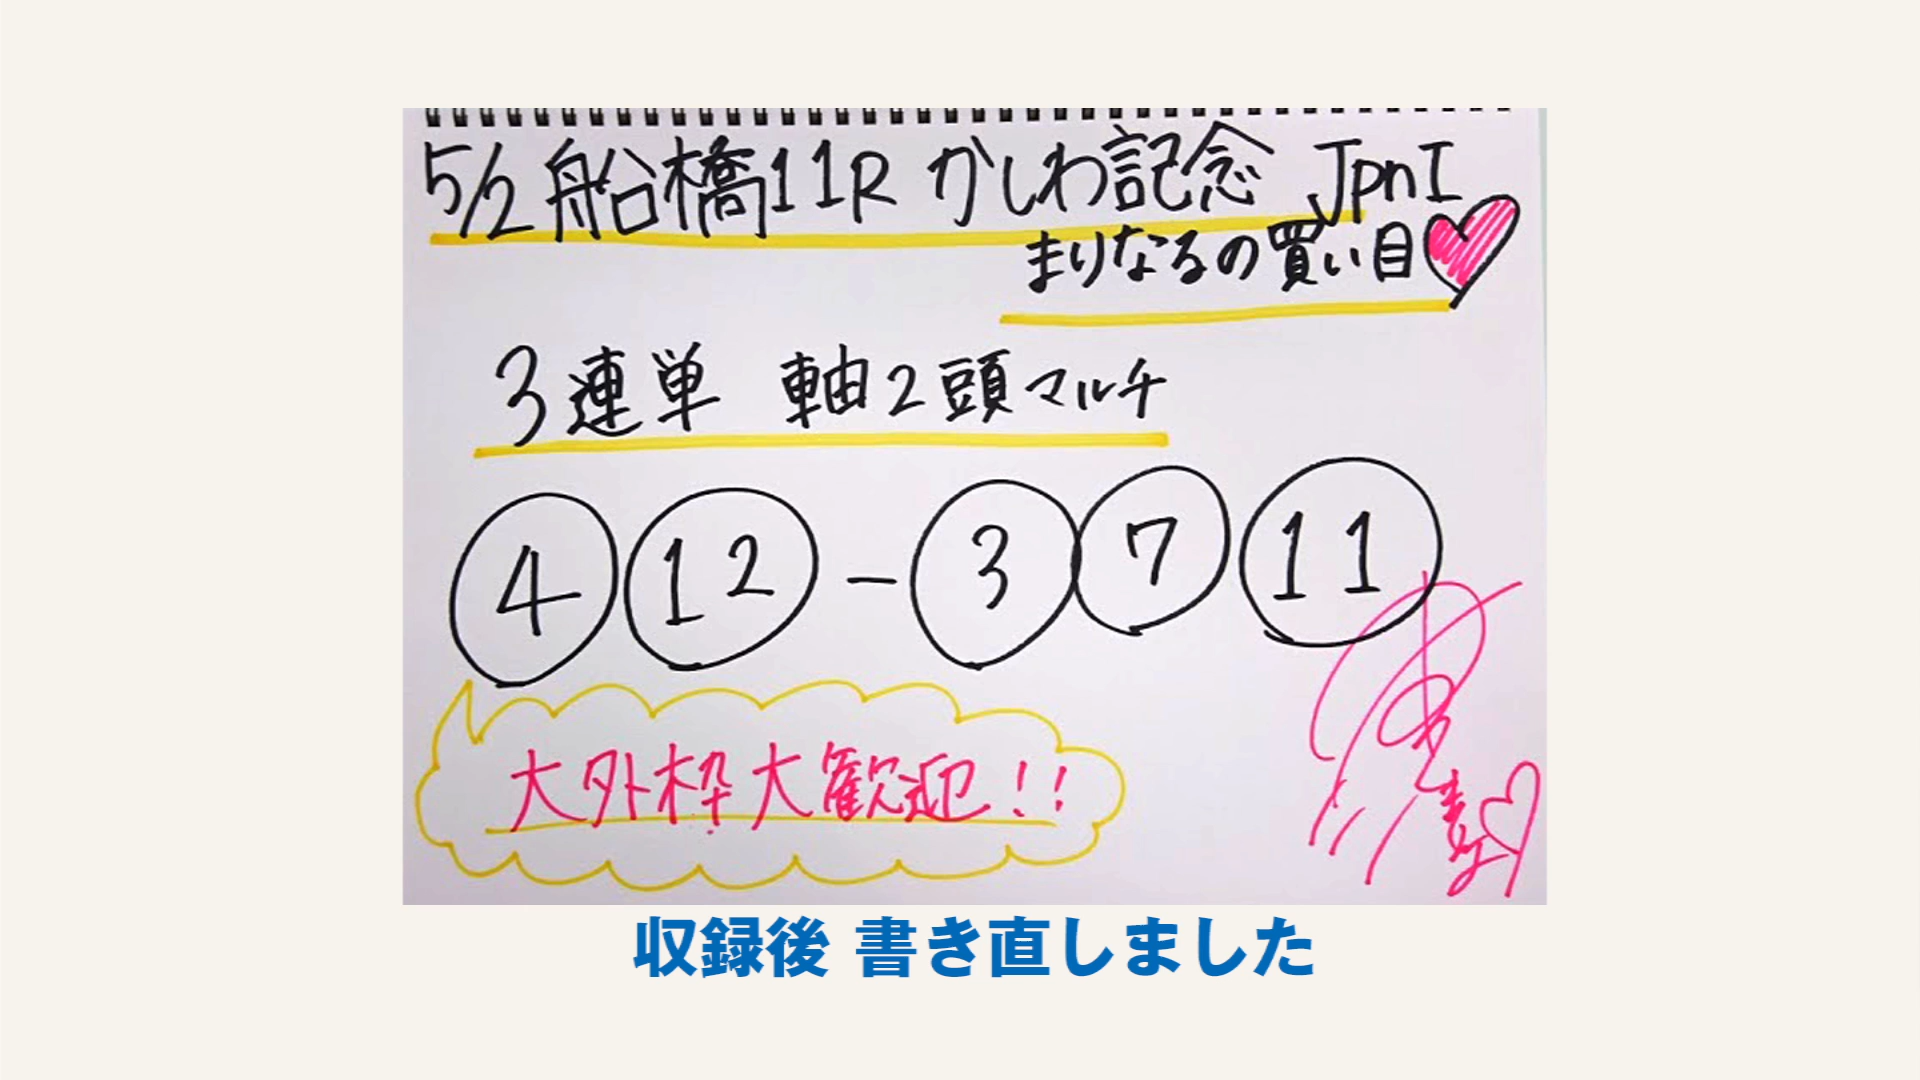 5/2 船橋11R かしわ記念 JpnI
まりなるの買い目
3連単 軸2頭マルチ
4 12 - 3 7 11
大外枠大歓迎!!
収録後 書き直しました